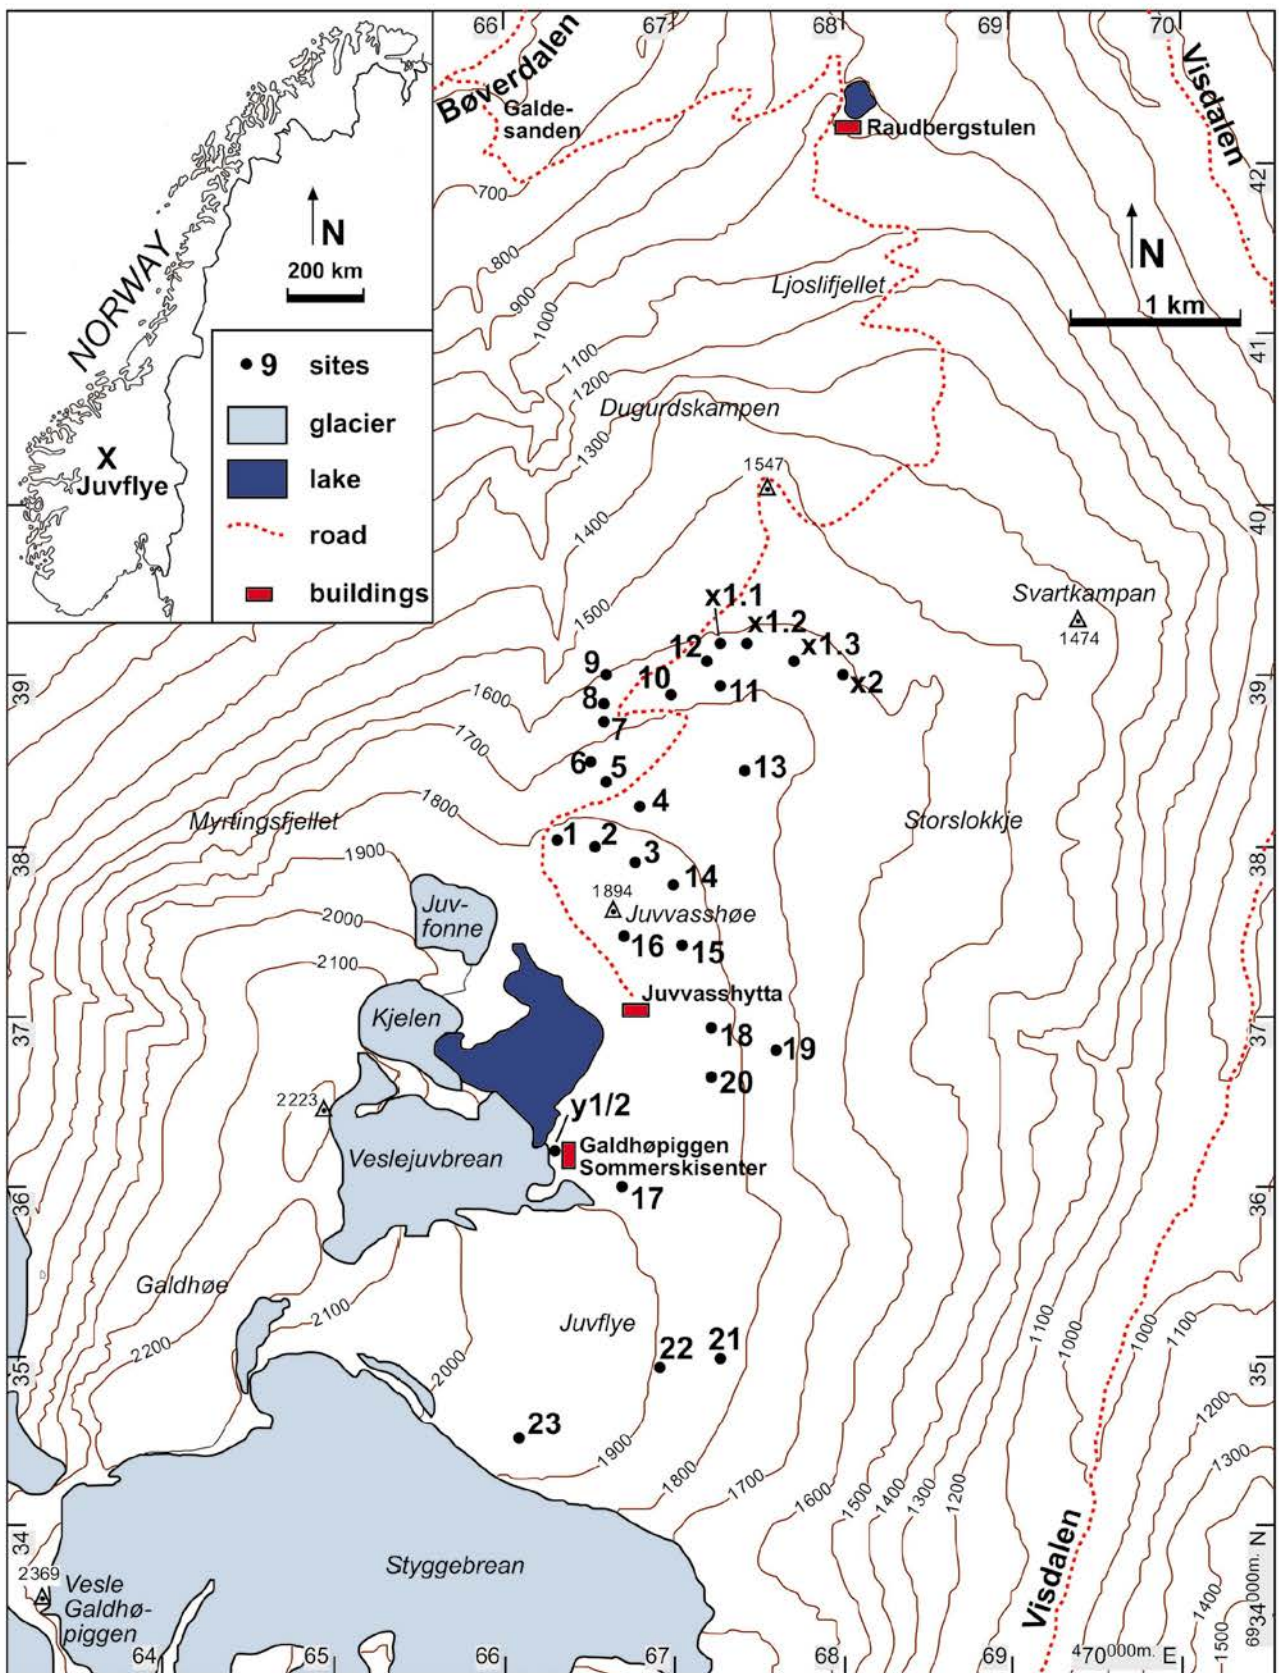 66
67
68
69
70
Bøverdalen
Galde-
sanden
Visdalen
Raudbergstulen
42
700
N
200 km
NORWAY
800
N
Ljoslifjellet
900
1 km
1000
41
1100
9 sites
1200
Dugurdskampen
glacier
1300
X
Juvflye
lake
1547
40
1400
road
buildings
x1.1
Svartkampan
1500
x1.2
1474
12
x1.3
9
10
39
39
8
11
x2
1600
7
1700
6
5
13
1800
4
Myrtingsfjellet
Storslokkje
1
2
38
3
38
1900
14
1894
Juv-
fonne
2000
Juvvasshøe
16
15
2100
Juvvasshytta
37
Kjelen
18
19
37
20
2223
y1/2
Galdhøpiggen
Sommerskisenter
Veslejuvbrean
36
17
36
Galdhøe
2100
Juvflye
1100
1000
1000
1100
2200
2000
22
21
35
35
23
1200
1900
1800
1700
1600
1500
1400
1300
1200
1300
34
Styggebrean
Visdalen
6934000m. N
2369
Vesle
Galdhø-
piggen
1400
1500
64
65
66
67
68
69
470000m. E